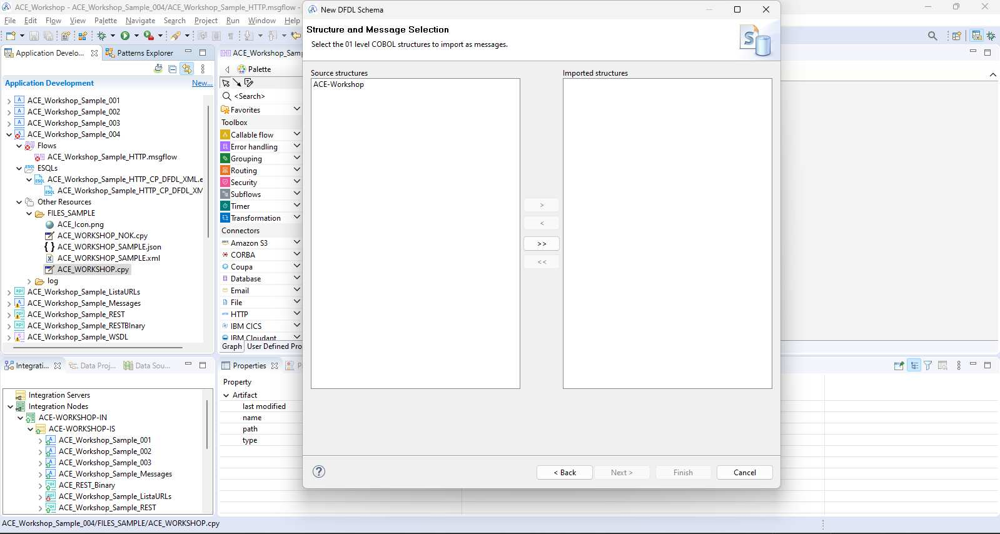 ACE_Workshop - ACE_Workshop_Sample_004/ACE_Workshop_Sample_HTTP.msgflow -
File Edit Flow View Palette Navigate Search Project Run Window Help
Application Develo...
Patterns Explorer
Application Development
New...
ACE_Workshop_Sample_001
ACE_Workshop_Sample_002
ACE_Workshop_Sample_003
ACE_Workshop_Sample_004
Flows
ACE_Workshop_Sample_HTTP.msgflow
ESQLs
ACE_Workshop_Sample_HTTP_CP_DFDL_XML.e
ACE_Workshop_Sample_HTTP_CP_DFDL_XM
Other Resources
FILES_SAMPLE
ACE_Icon.png
ACE_WORKSHOP_NOK.cpy
ACE_WORKSHOP_SAMPLE.json
ACE_WORKSHOP_SAMPLE.xml
ACE_WORKSHOP.cpy
log
ACE_Workshop_Sample_ListaURLs
ACE_Workshop_Sample_Messages
ACE_Workshop_Sample_REST
ACE_Workshop_Sample_RESTBInary
ACE_Workshop_Sample_WSDL
Integrati...
Data Proj...
Data Sou...
Integration Servers
Integration Nodes
ACE-WORKSHOP-IN
ACE-WORKSHOP-IS
ACE_Workshop_Sample_001
ACE_Workshop_Sample_002
ACE_Workshop_Sample_003
ACE_Workshop_Sample_Messages
ACE_REST_Binary
ACE_Workshop_Sample_ListaURLs
ACE_Workshop_Sample_REST
ACE_Workshop_Sam
Palette
<Search>
Favorites
Toolbox
Callable flow
Error handling
Grouping
Routing
Security
Subflows
Timer
Transformation
Connectors
Amazon S3
CORBA
Coupa
Database
Email
File
HTTP
IBM CICS
IBM Cloudant
Graph
User Defined Pro
Properties
P
Property
Artifact
last modified
name
path
type
New DFDL Schema
Structure and Message Selection
Select the 01 level COBOL structures to import as messages.
Source structures
ACE-Workshop
Imported structures
>
<
>>
<<
?
< Back
Next >
Finish
Cancel
ACE_Workshop_Sample_004/FILES_SAMPLE/ACE_WORKSHOP.cpy